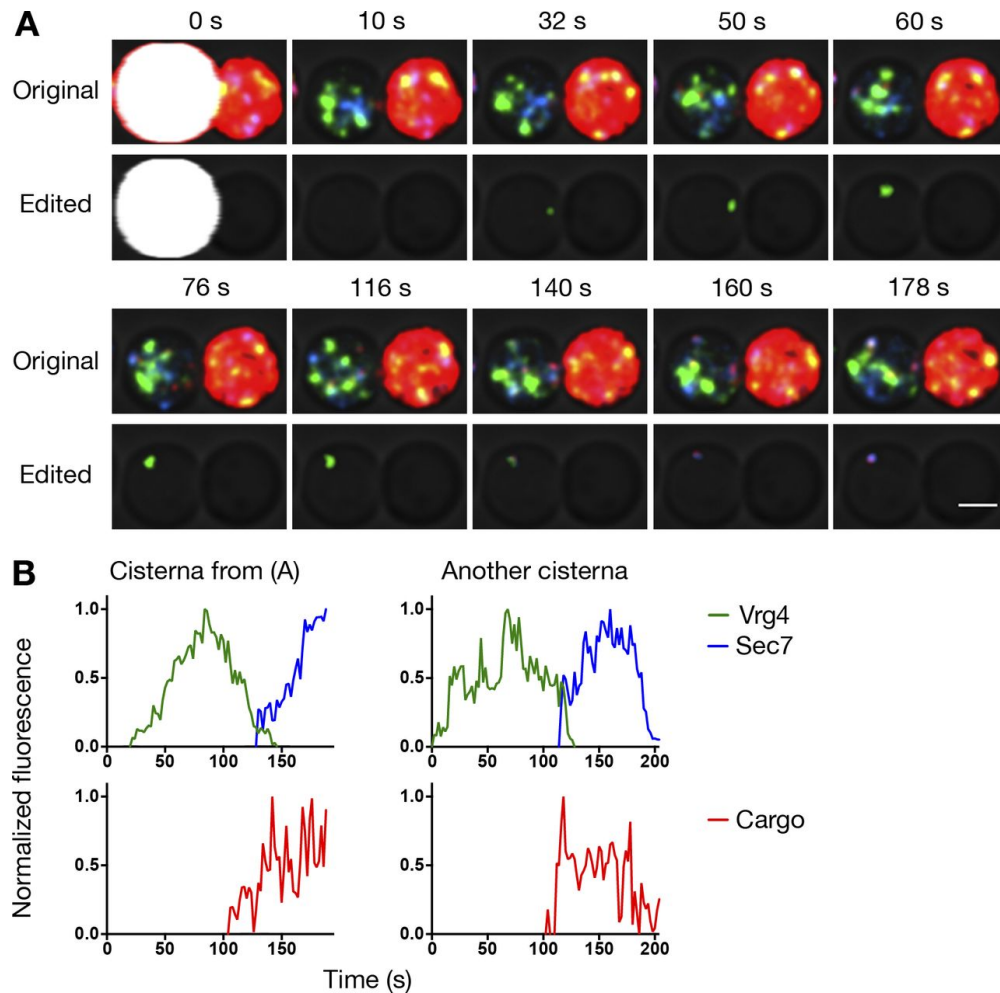 A
0 s 10 s 32 s 50 s 60 s
Original
Edited
76 s 116 s 140 s 160 s 178 s
Original
Edited
B
Cisterna from (A) Another cisterna
1.0 1.0
Vrg4
Sec7
0.5 0.5
0.0 0.0
0 50 100 150 0 50 100 150 200
Normalized fluorescence
1.0 1.0
Cargo
0.5 0.5
0.0 0.0
0 50 100 150 0 50 100 150 200
Time (s)